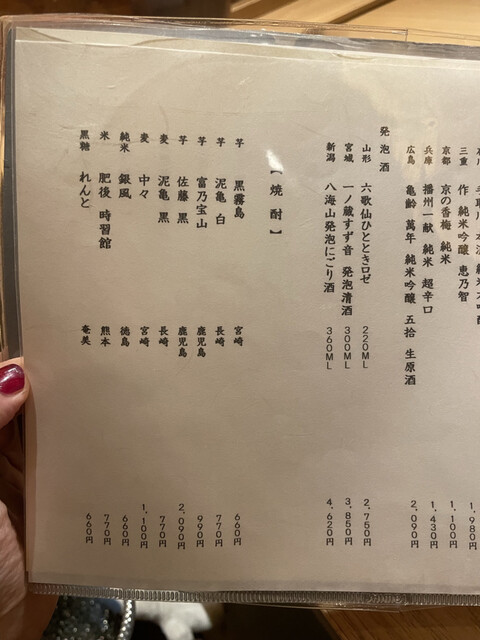 三重 作 純米吟醸 恵乃智 1,980円
京都 京の香梅 純米 1,100円
兵庫 播州一献 純米 超辛口 1,430円
広島 亀齢 萬年 純米吟醸 五拾 生原酒 2,090円
発泡酒
山形 六歌仙ひとときロゼ 220ML 2,750円
宮城 一ノ蔵すず音 発泡清酒 300ML 3,850円
新潟 八海山発泡にごり酒 360ML 4,620円
【焼酎】
芋 黒霧島 宮崎 660円
芋 泥亀 白 長崎 770円
芋 富乃宝山 鹿児島 990円
芋 佐藤 黒 鹿児島 2,090円
麦 泥亀 黒 長崎 770円
麦 中々 宮崎 1,100円
純米 銀風 徳島 660円
米 肥後 時習館 熊本 770円
黒糖 れんと 奄美 660円